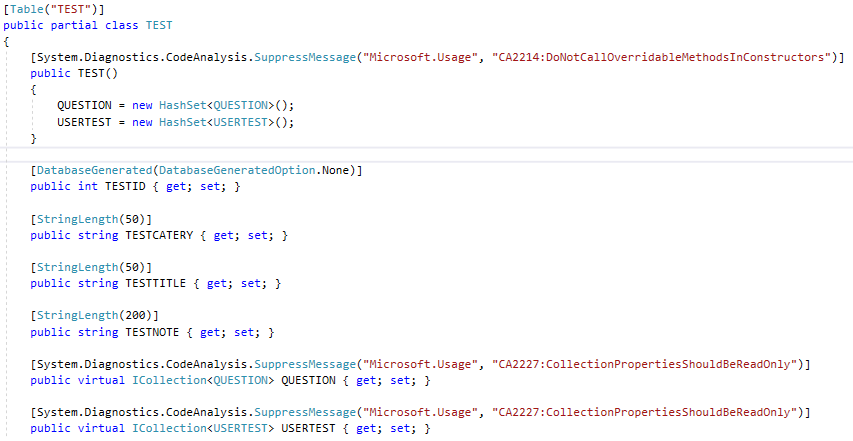 [Table("TEST")]
public partial class TEST
{
[System.Diagnostics.CodeAnalysis.SuppressMessage("Microsoft.Usage", "CA2214:DoNotCallOverridableMethodsInConstructors")]
public TEST()
{
QUESTION = new HashSet<QUESTION>();
USERTEST = new HashSet<USERTEST>();
}
[DatabaseGenerated(DatabaseGeneratedOption.None)]
public int TESTID { get; set; }
[StringLength(50)]
public string TESTCATERY { get; set; }
[StringLength(50)]
public string TESTTITLE { get; set; }
[StringLength(200)]
public string TESTNOTE { get; set; }
[System.Diagnostics.CodeAnalysis.SuppressMessage("Microsoft.Usage", "CA2227:CollectionPropertiesShouldBeReadOnly")]
public virtual ICollection<QUESTION> QUESTION { get; set; }
[System.Diagnostics.CodeAnalysis.SuppressMessage("Microsoft.Usage", "CA2227:CollectionPropertiesShouldBeReadOnly")]
public virtual ICollection<USERTEST> USERTEST { get; set; }